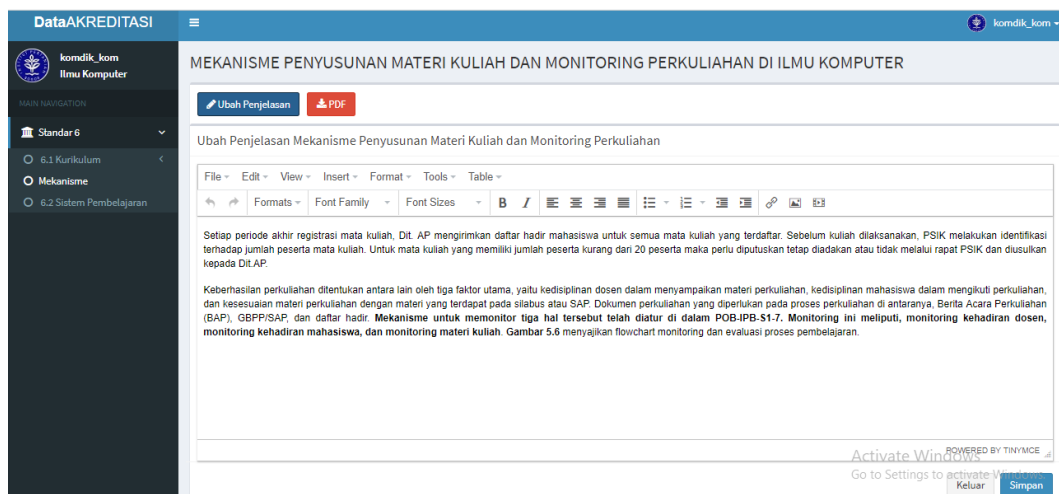 DataAKREDITASI
komdik_kom
komdik_kom
Ilmu Komputer
MAIN NAVIGATION
Standar 6
6.1 Kurikulum
Mekanisme
6.2 Sistem Pembelajaran
MEKANISME PENYUSUNAN MATERI KULIAH DAN MONITORING PERKULIAHAN DI ILMU KOMPUTER
Ubah Penjelasan PDF
Ubah Penjelasan Mekanisme Penyusunan Materi Kuliah dan Monitoring Perkuliahan
File Edit View Insert Format Tools Table
Formats Font Family Font Sizes B I
Setiap periode akhir registrasi mata kuliah, Dit. AP mengirimkan daftar hadir mahasiswa untuk semua mata kuliah yang terdaftar. Sebelum kuliah dilaksanakan, PSIK melakukan identifikasi
terhadap jumlah peserta mata kuliah. Untuk mata kuliah yang memiliki jumlah peserta kurang dari 20 peserta maka perlu diputuskan tetap diadakan atau tidak melalui rapat PSIK dan diusulkan
kepada Dit.AP.
Keberhasilan perkuliahan ditentukan antara lain oleh tiga faktor utama, yaitu kedisiplinan dosen dalam menyampaikan materi perkuliahan, kedisiplinan mahasiswa dalam mengikuti perkuliahan,
dan kesesuaian materi perkuliahan dengan materi yang terdapat pada silabus atau SAP. Dokumen perkuliahan yang diperlukan pada proses perkuliahan di antaranya, Berita Acara Perkuliahan
(BAP), GBPP/SAP, dan daftar hadir. Mekanisme untuk memonitor tiga hal tersebut telah diatur di dalam POB-IPB-S1-7. Monitoring ini meliputi, monitoring kehadiran dosen,
monitoring kehadiran mahasiswa, dan monitoring materi kuliah. Gambar 5.6 menyajikan flowchart monitoring dan evaluasi proses pembelajaran.
POWERED BY TINYMCE
Activate Windows
Go to Settings to activate Windows.
Keluar Simpan